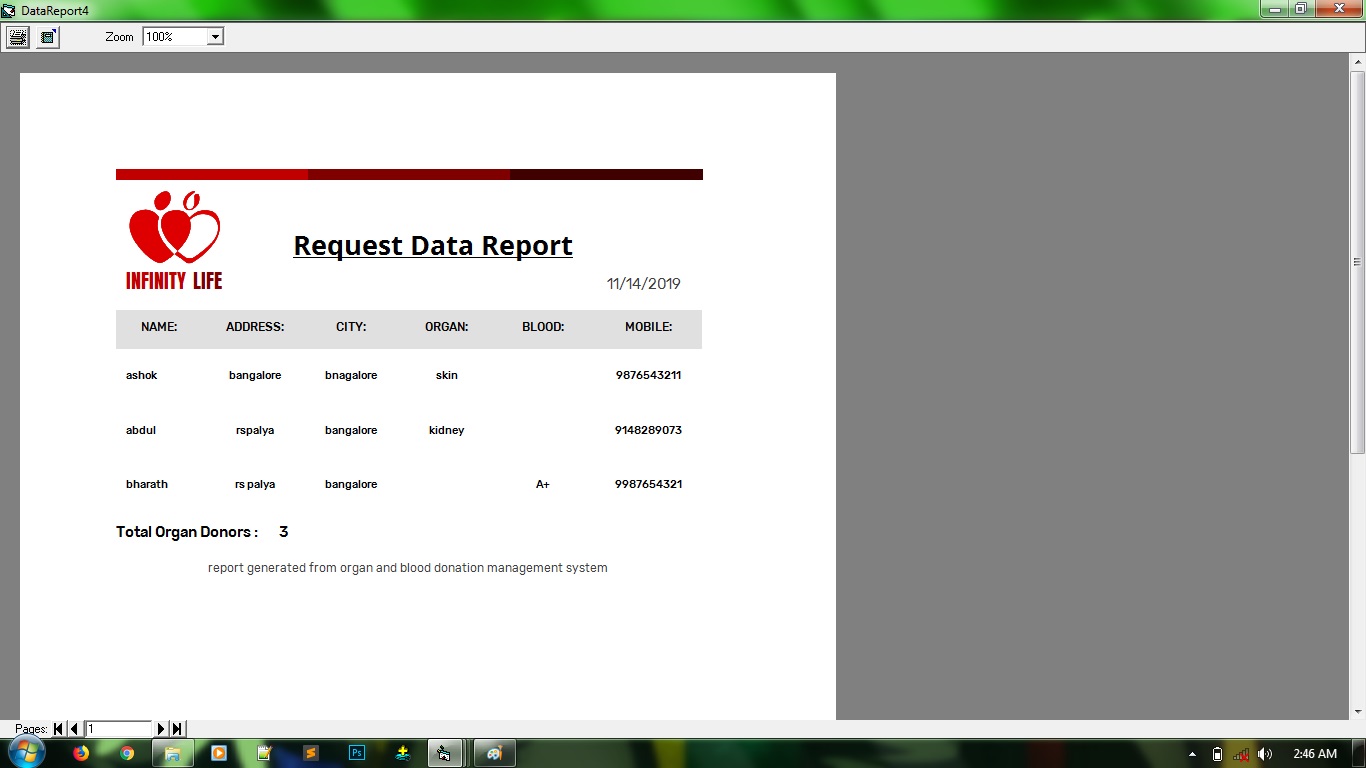 DataReport4
Zoom 100%
INFINITY LIFE
Request Data Report
11/14/2019
NAME: ADDRESS: CITY: ORGAN: BLOOD: MOBILE:
ashok bangalore bnagalore skin 9876543211
abdul rspalya bangalore kidney 9148289073
bharath rs palya bangalore A+ 9987654321
Total Organ Donors : 3
report generated from organ and blood donation management system
Pages: 1
Ps
2:46 AM